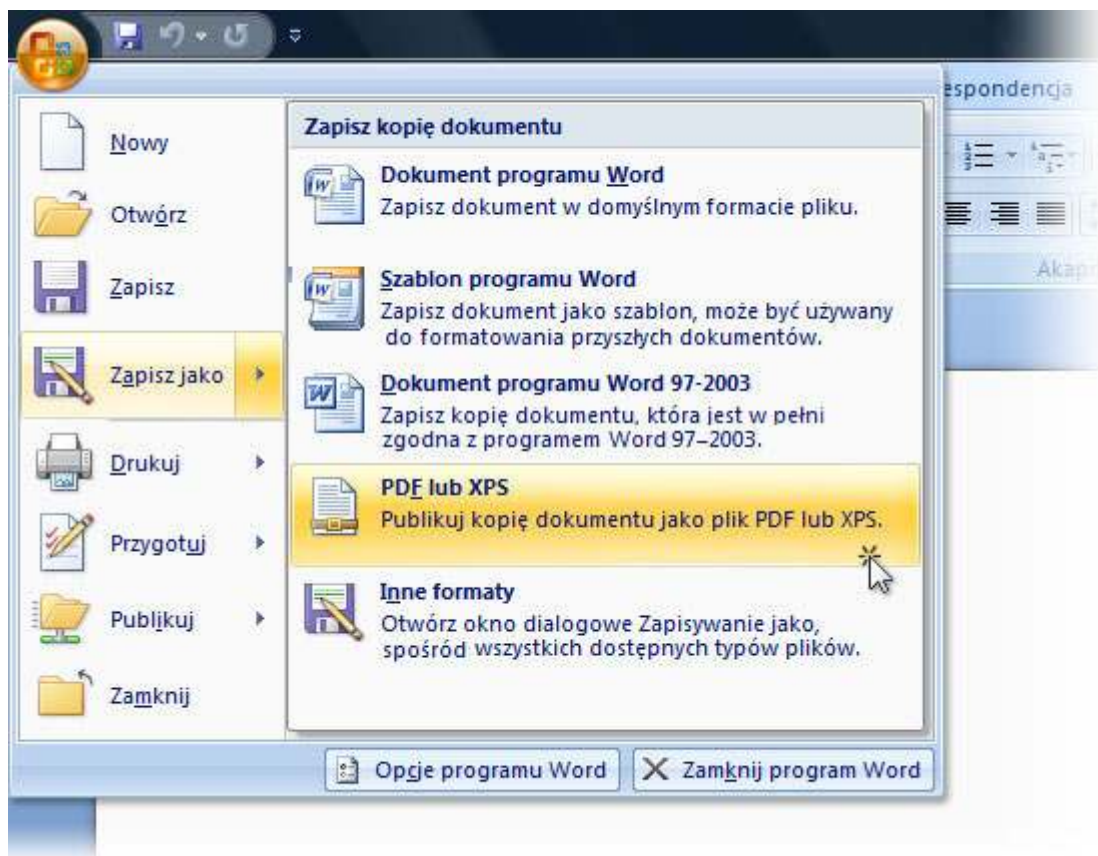 espondencja
Akap
Nowy
Otwórz
Zapisz
Zapisz jako
Drukuj
Przygotuj
Publikuj
Zamknij
Zapisz kopię dokumentu
Dokument programu Word
Zapisz dokument w domyślnym formacie pliku.
Szablon programu Word
Zapisz dokument jako szablon, może być używany
do formatowania przyszłych dokumentów.
Dokument programu Word 97-2003
Zapisz kopię dokumentu, która jest w pełni
zgodna z programem Word 97–2003.
PDF lub XPS
Publikuj kopię dokumentu jako plik PDF lub XPS.
Inne formaty
Otwórz okno dialogowe Zapisywanie jako,
spośród wszystkich dostępnych typów plików.
Opcje programu Word
Zamknij program Word